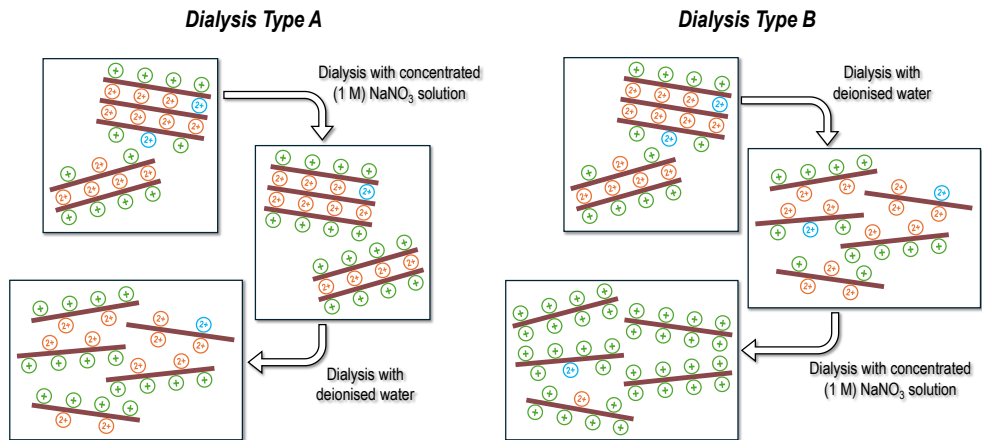 Dialysis Type A
Dialysis with concentrated
(1 M) NaNO₃ solution
Dialysis with
deionised water
Dialysis Type B
Dialysis with
deionised water
Dialysis with concentrated
(1 M) NaNO₃ solution